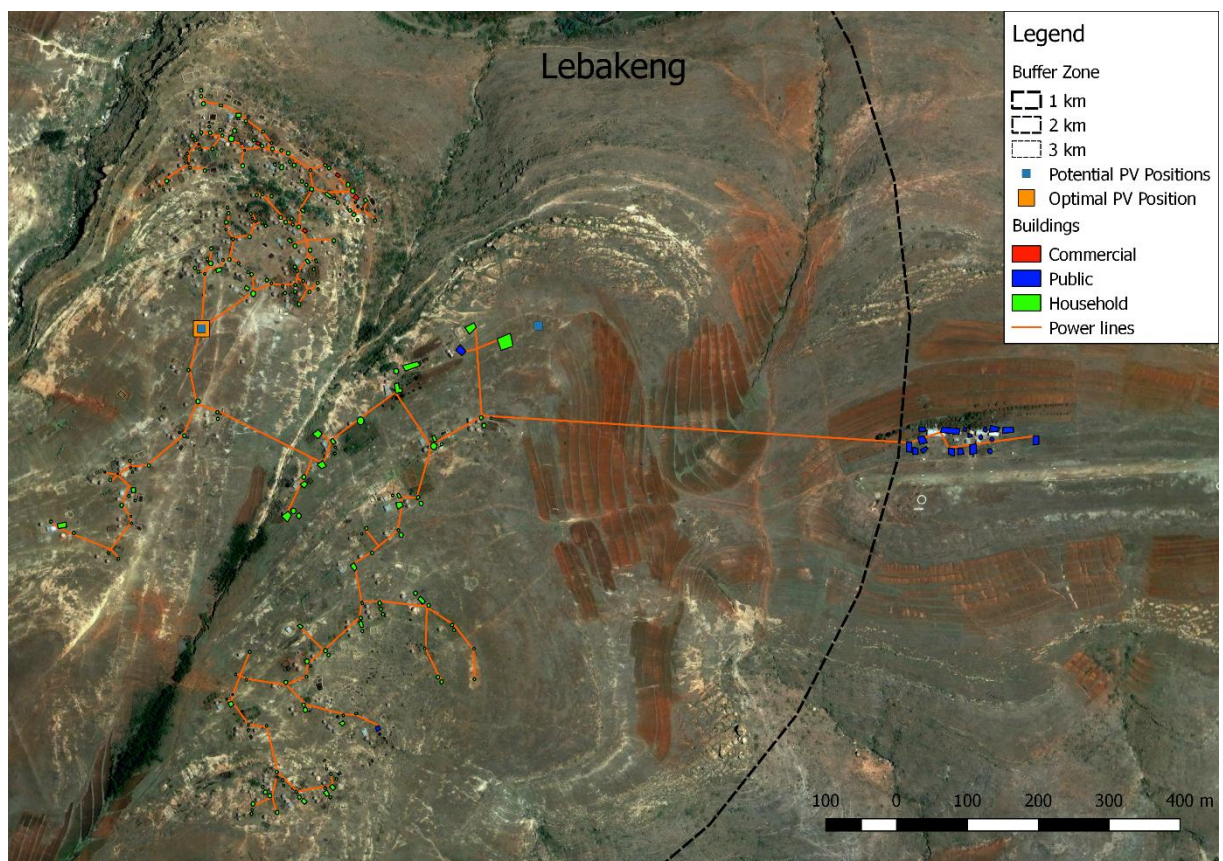 Lebakeng
Legend
Buffer Zone
1 km
2 km
3 km
Potential PV Positions
Optimal PV Position
Buildings
Commercial
Public
Household
Power lines
100 0 100 200 300 400 m